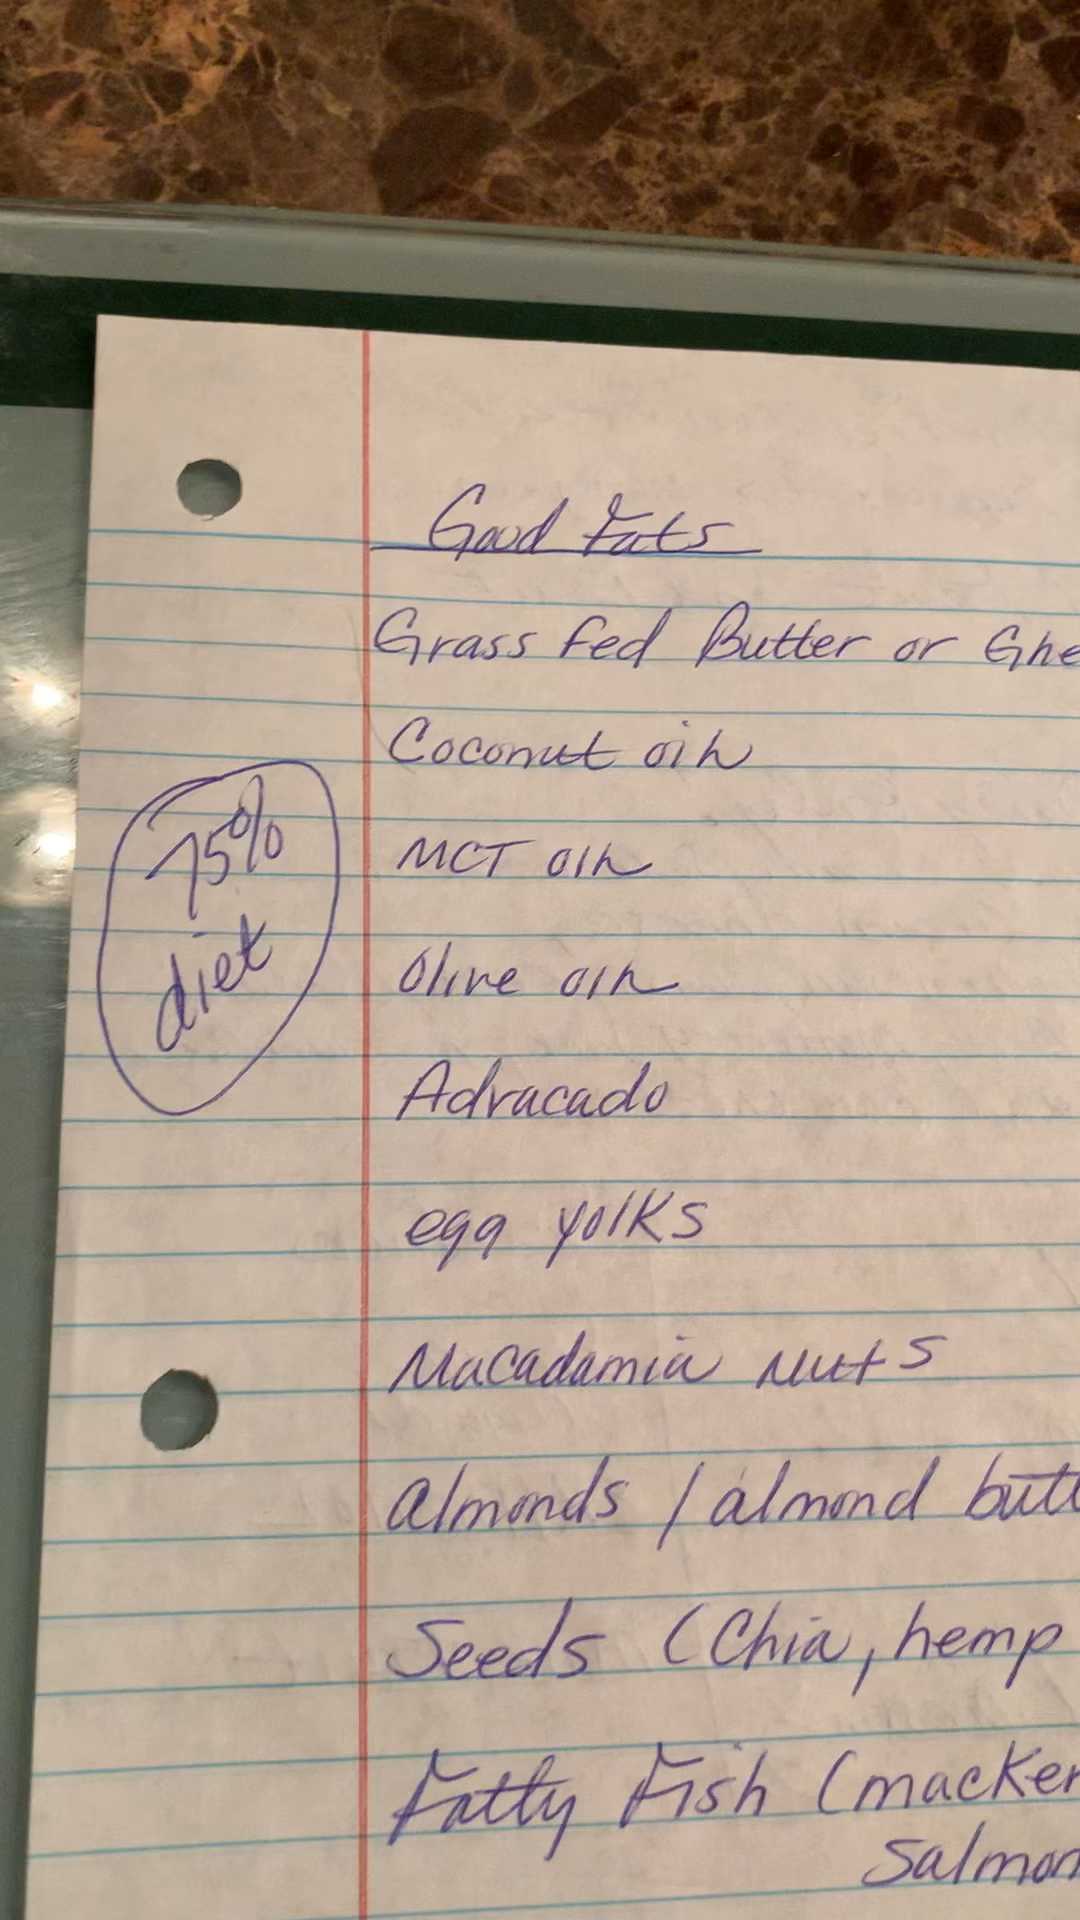 Good Fats
Grass Fed Butter or Ghe
Coconut oil
MCT oil
75%
diet
Olive oil
Advacado
egg yolks
Macadamia Nuts
Almonds / almond butt
Seeds (Chia, hemp
Fatty Fish (macker
Salmon